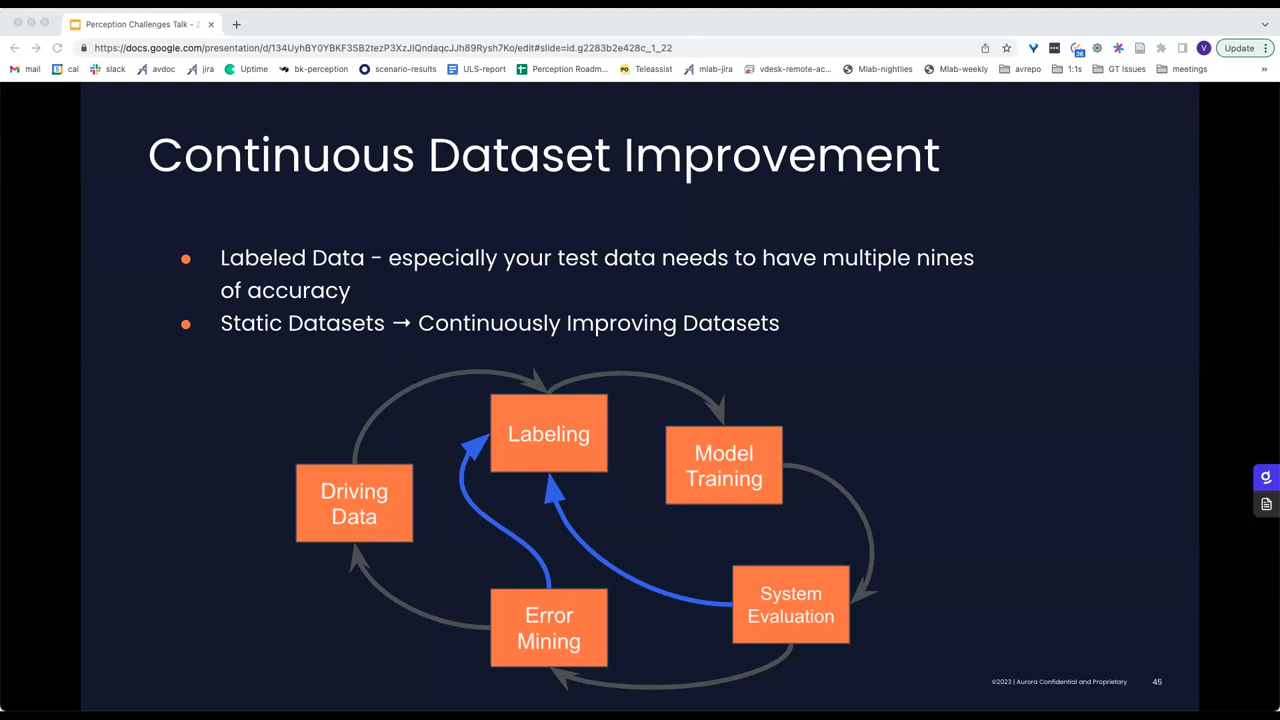 Perception Challenges Talk - 2
https://docs.google.com/presentation/d/134UyhBY0YBKF3SB2tezP3XzJIQndaqcJJh89Rysh7Ko/edit#slide=id.g2283b2e428c_1_22
36
V
Update
mail cal slack avdoc jira Uptime bk-perception scenario-results ULS-report Perception Roadm... Teleassist mlab-jira vdesk-remote-ac... Mlab-nightlies Mlab-weekly avrepo 1:1s GT Issues meetings »
Continuous Dataset Improvement
● Labeled Data - especially your test data needs to have multiple nines
of accuracy
● Static Datasets → Continuously Improving Datasets
Labeling
Model
Training
Driving
Data
System
Evaluation
Error
Mining
©2023 | Aurora Confidential and Proprietary 45